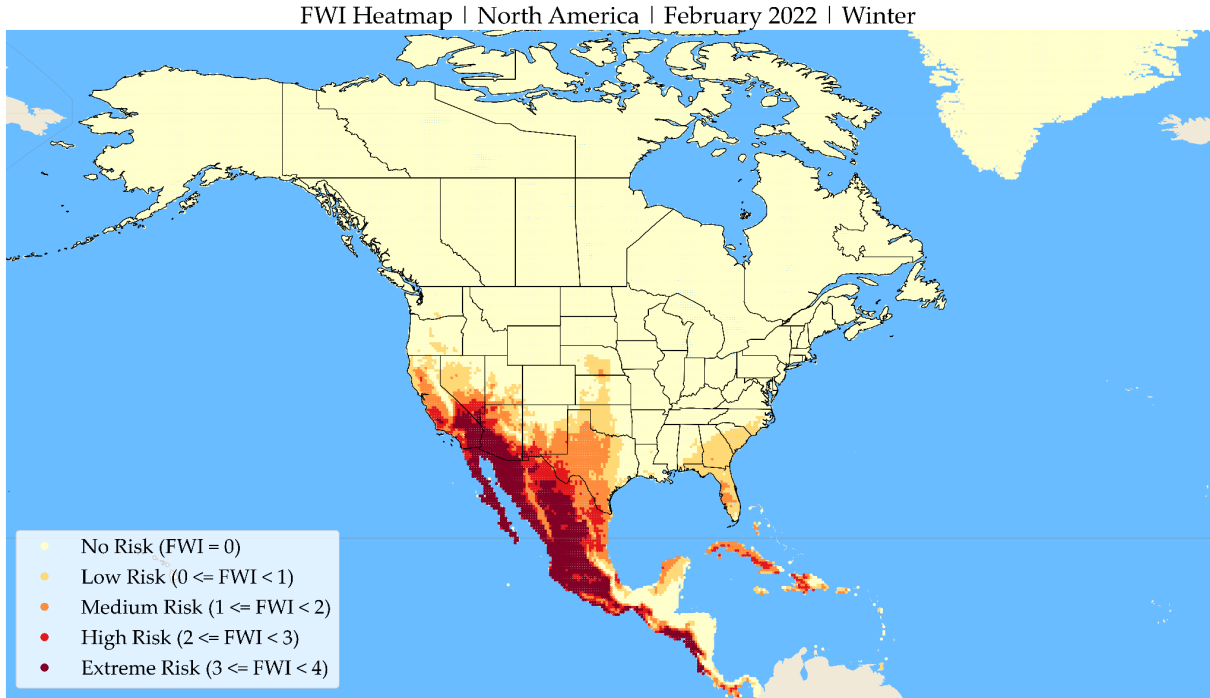 FWI Heatmap | North America | February 2022 | Winter
No Risk (FWI = 0)
Low Risk (0 <= FWI < 1)
Medium Risk (1 <= FWI < 2)
High Risk (2 <= FWI < 3)
Extreme Risk (3 <= FWI < 4)